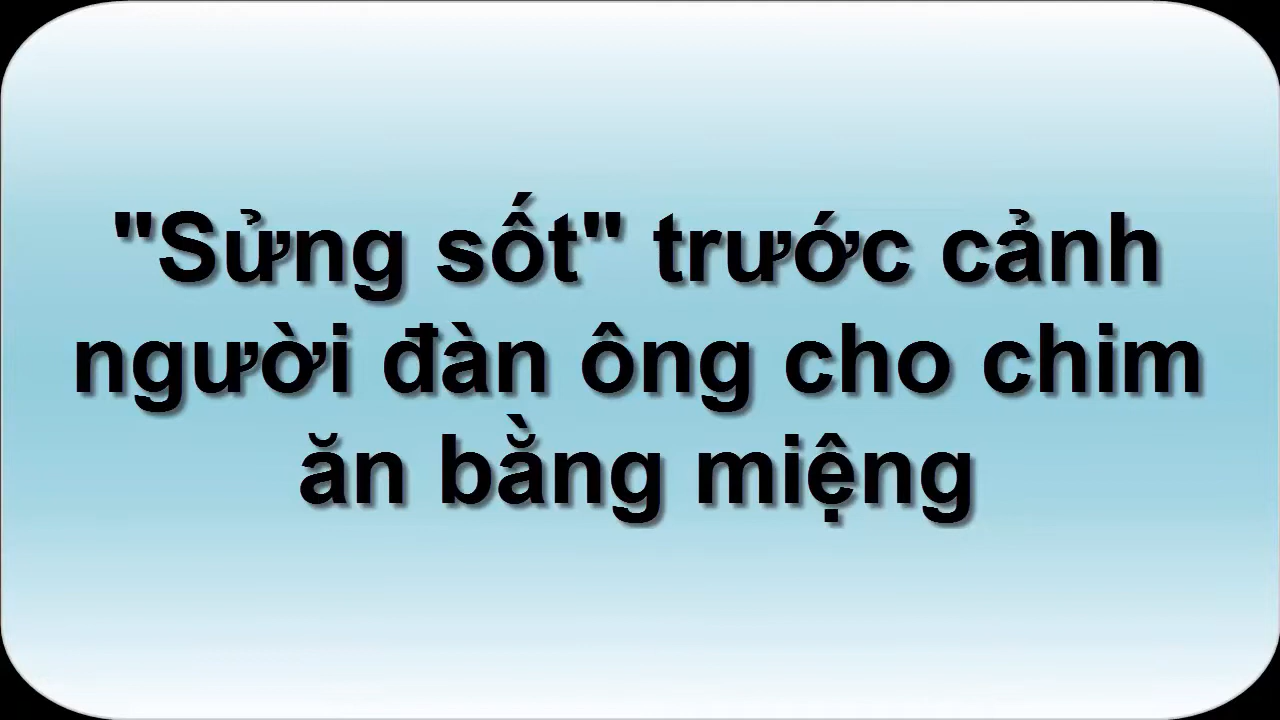 "Sửng sốt" trước cảnh
người đàn ông cho chim
ăn bằng miệng